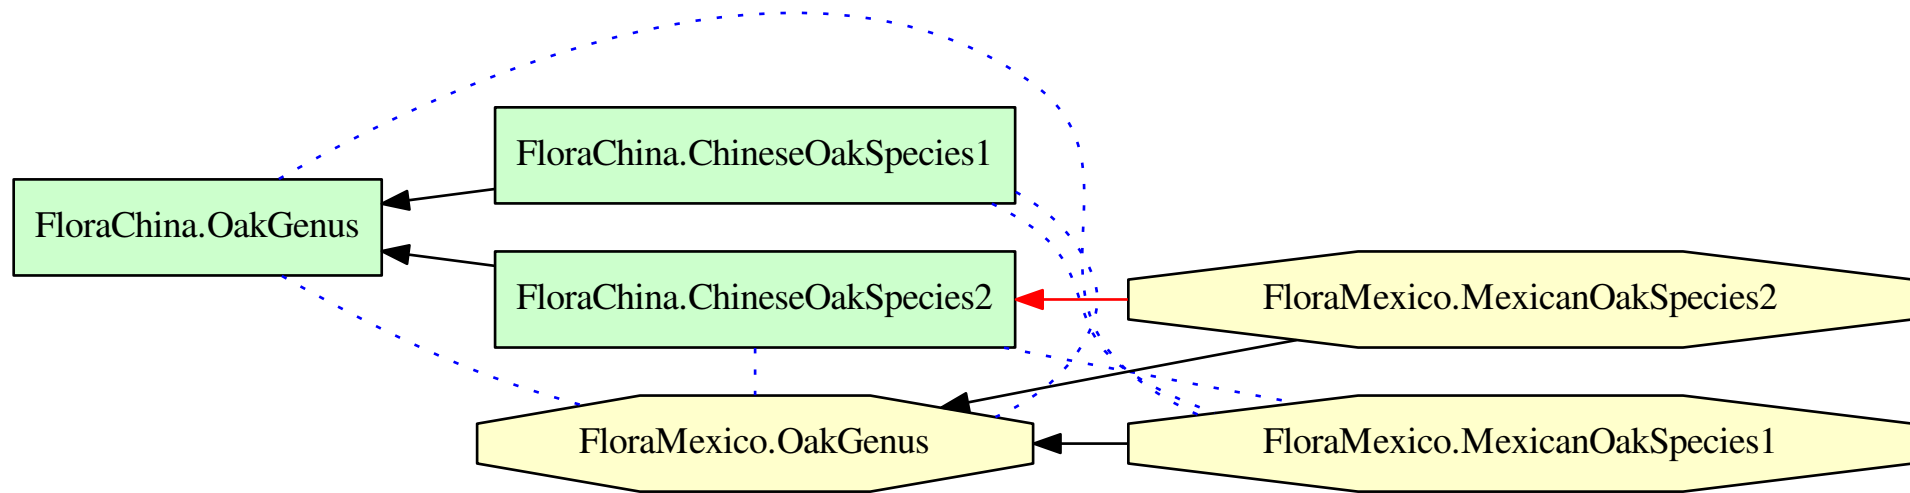 FloraChina.ChineseOakSpecies1
FloraChina.OakGenus
FloraChina.ChineseOakSpecies2
FloraMexico.MexicanOakSpecies2
FloraMexico.OakGenus
FloraMexico.MexicanOakSpecies1